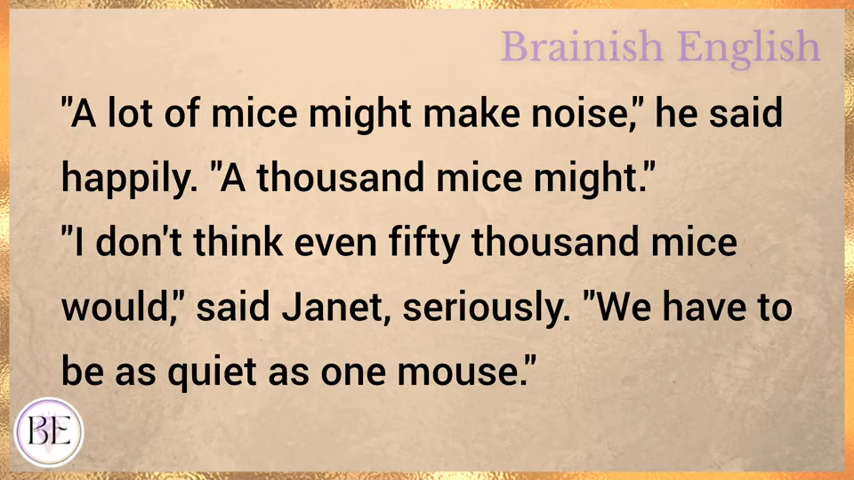 Brainish English
"A lot of mice might make noise," he said
happily. "A thousand mice might."
"I don't think even fifty thousand mice
would," said Janet, seriously. "We have to
be as quiet as one mouse."
BE